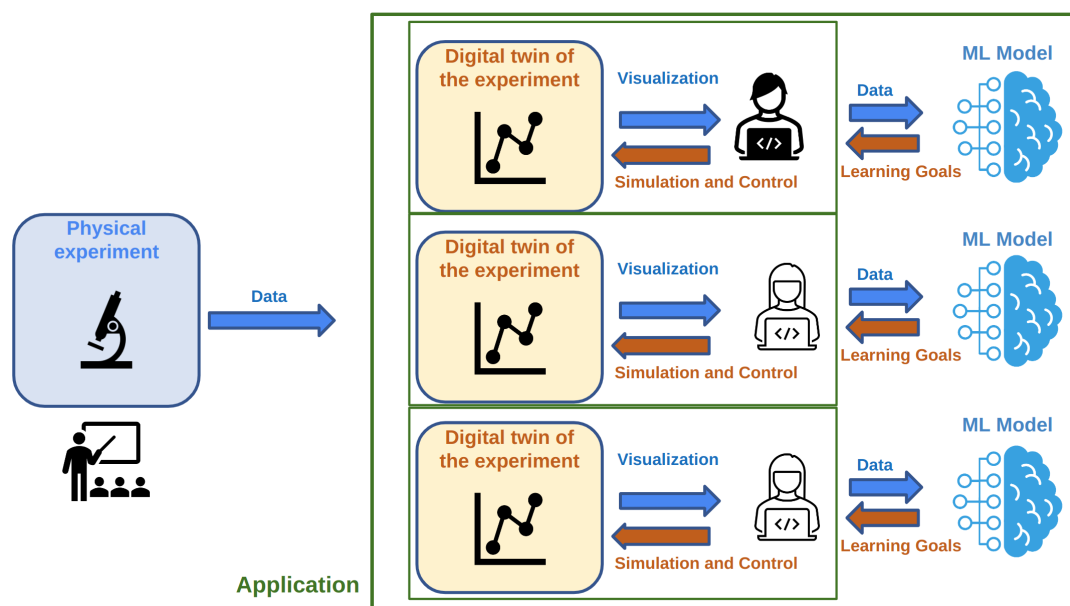 Physical
experiment
Data
Application
Digital twin of
the experiment
Visualization
Simulation and Control
</>
Data
Learning Goals
ML Model
Digital twin of
the experiment
Visualization
Simulation and Control
</>
Data
Learning Goals
ML Model
Digital twin of
the experiment
Visualization
Simulation and Control
</>
Data
Learning Goals
ML Model